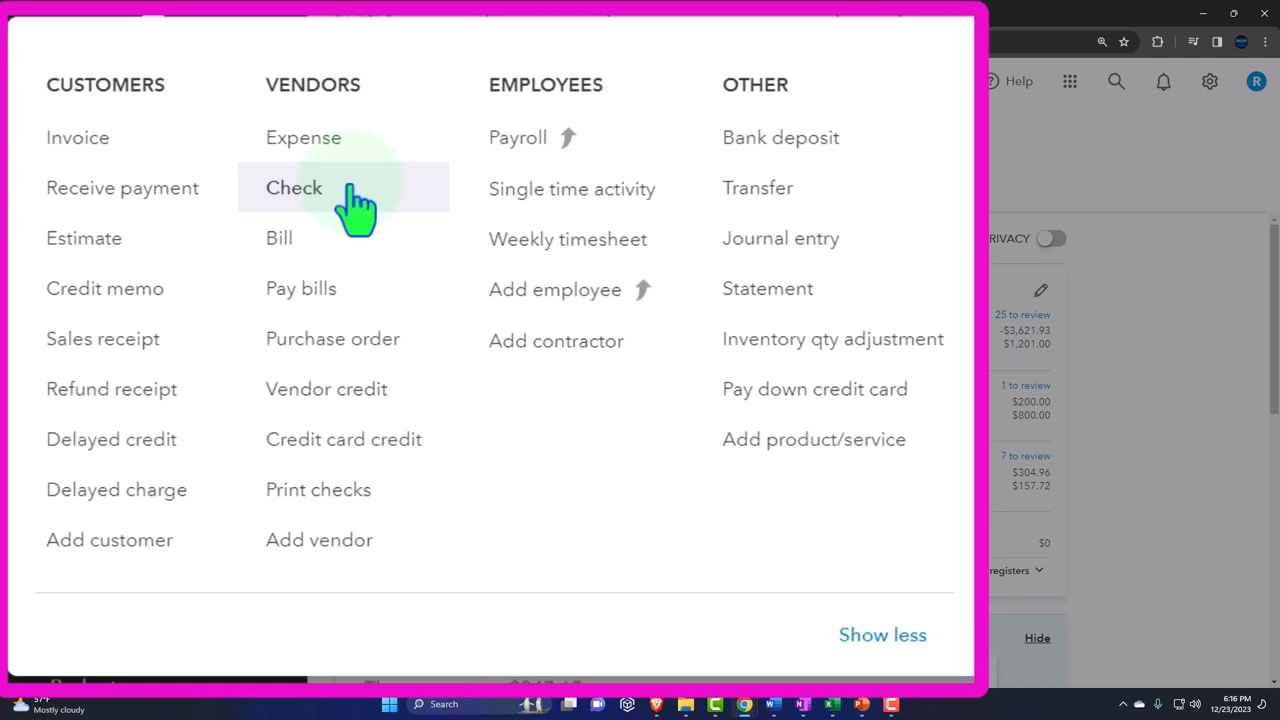 CUSTOMERS
Invoice
Receive payment
Estimate
Credit memo
Sales receipt
Refund receipt
Delayed credit
Delayed charge
Add customer
VENDORS
Expense
Check
Bill
Pay bills
Purchase order
Vendor credit
Credit card credit
Print checks
Add vendor
EMPLOYEES
Payroll
Single time activity
Weekly timesheet
Add employee
Add contractor
OTHER
Bank deposit
Transfer
Journal entry
Statement
Inventory qty adjustment
Pay down credit card
Add product/service
Show less
Help
R
RIVACY
25 to review
-$3,621.93
$1,201.00
1 to review
$200.00
$800.00
7 to review
$304.96
$157.72
$0
registers
Hide
Mostly cloudy
Search
6:16 PM
12/23/2023